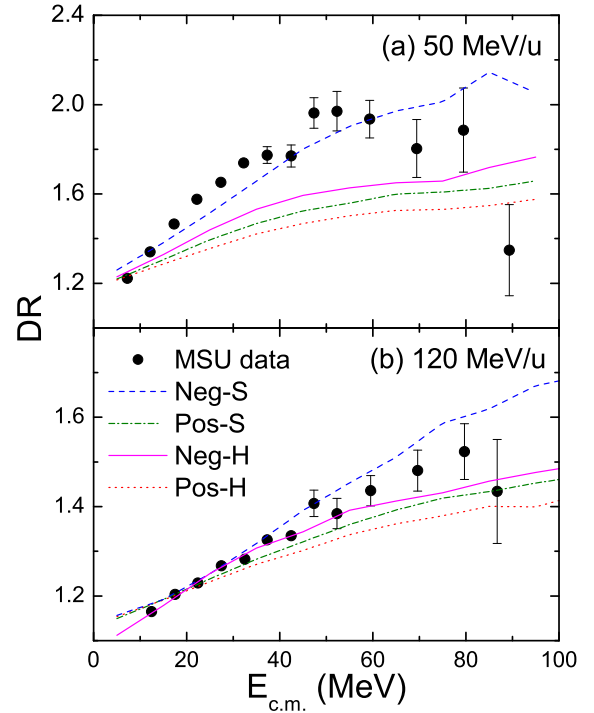 (a) 50 MeV/u
2.4
2.0
1.6
1.2
DR
(b) 120 MeV/u
MSU data
Neg-S
Pos-S
Neg-H
Pos-H
1.6
1.4
1.2
0 20 40 60 80 100
E c.m. (MeV)